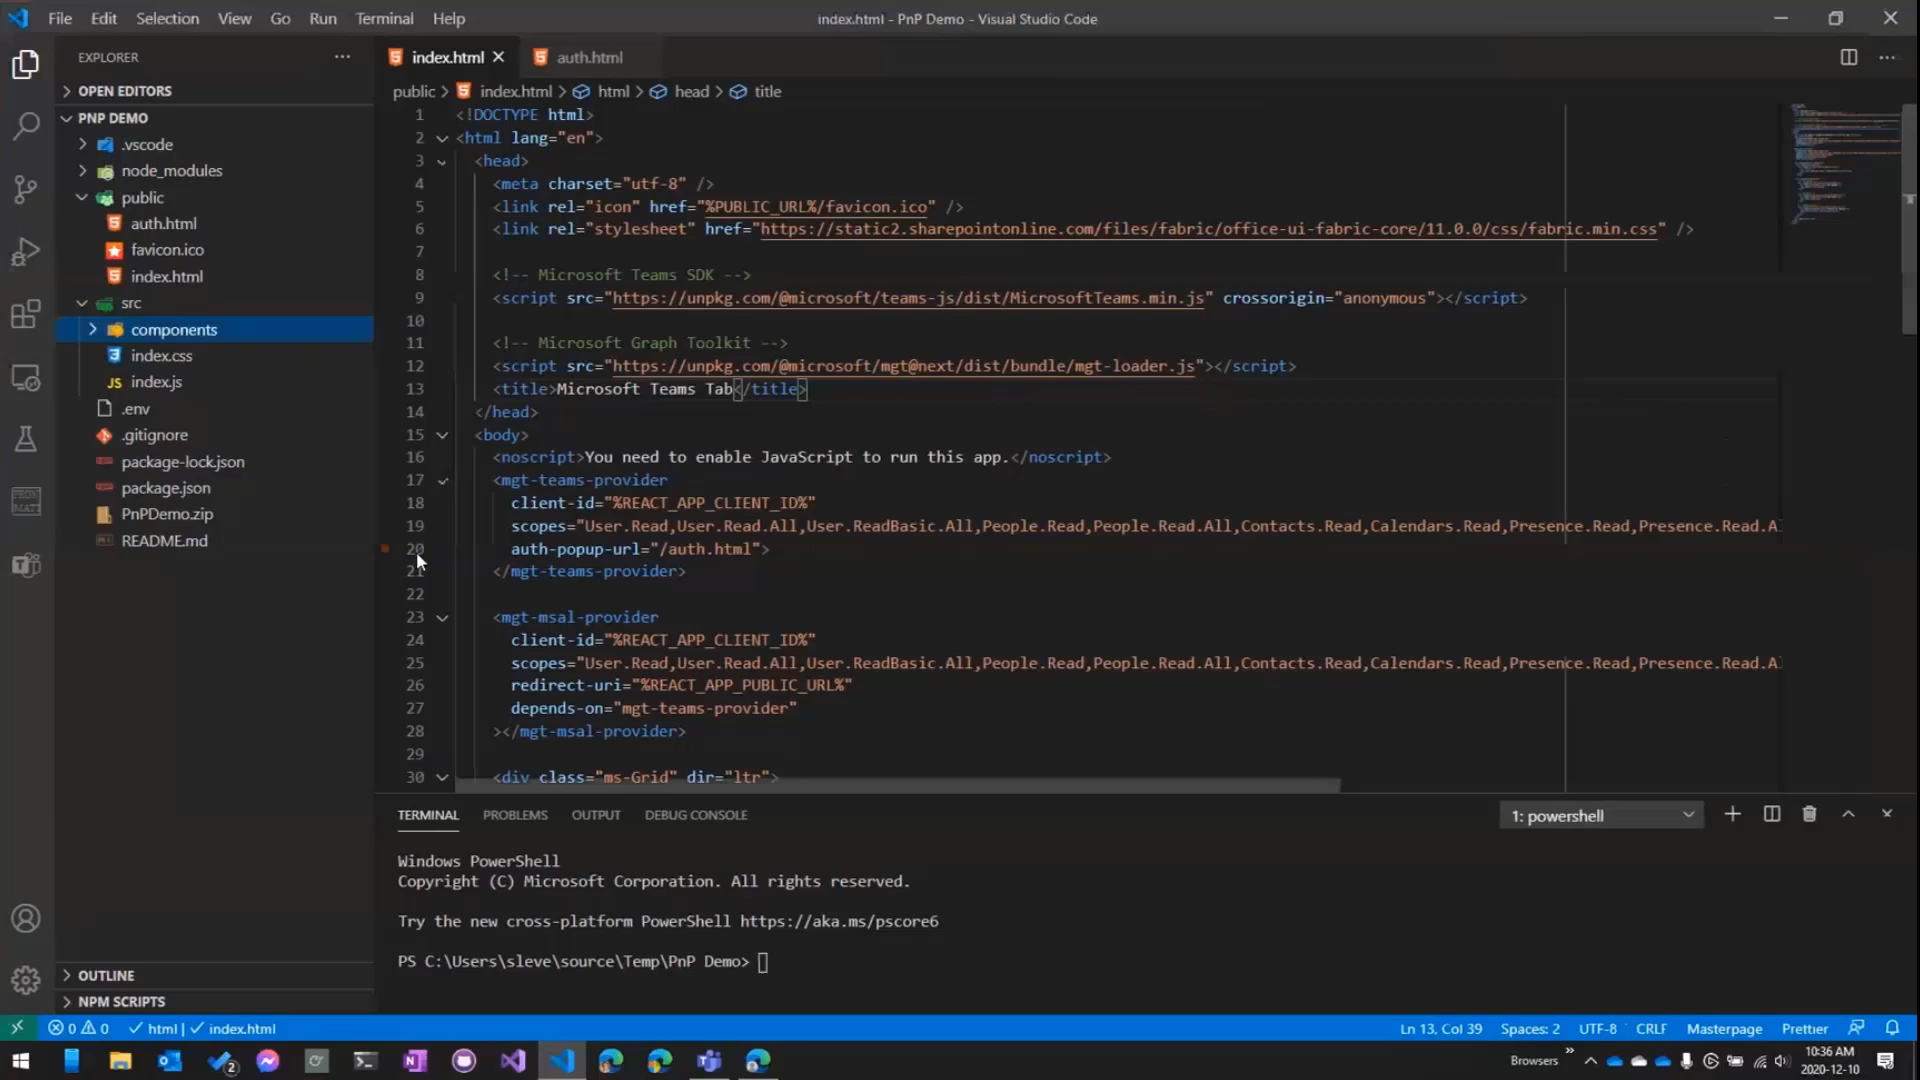 File Edit Selection View Go Run Terminal Help
index.html - PnP Demo - Visual Studio Code
EXPLORER
OPEN EDITORS
PNP DEMO
.vscode
node_modules
public
auth.html
favicon.ico
index.html
src
components
index.css
JS index.js
.env
.gitignore
package-lock.json
package.json
PnPDemo.zip
README.md
OUTLINE
NPM SCRIPTS
index.html auth.html
public > index.html > html > head > title
1 <!DOCTYPE html>
2 <html lang="en">
3 <head>
4 <meta charset="utf-8" />
5 <link rel="icon" href="%PUBLIC_URL%/favicon.ico" />
6 <link rel="stylesheet" href="https://static2.sharepointonline.com/files/fabric/office-ui-fabric-core/11.0.0/css/fabric.min.css" />
7
8 <!-- Microsoft Teams SDK -->
9 <script src="https://unpkg.com/@microsoft/teams-js/dist/MicrosoftTeams.min.js" crossorigin="anonymous"></script>
10
11 <!-- Microsoft Graph Toolkit -->
12 <script src="https://unpkg.com/@microsoft/mgt@next/dist/bundle/mgt-loader.js"></script>
13 <title>Microsoft Teams Tab</title>
14 </head>
15 <body>
16 <noscript>You need to enable JavaScript to run this app.</noscript>
17 <mgt-teams-provider
18 client-id="%REACT_APP_CLIENT_ID%"
19 scopes="User.Read,User.Read.All,User.ReadBasic.All,People.Read,People.Read.All,Contacts.Read,Calendars.Read,Presence.Read,Presence.Read.A
20 auth-popup-url="/auth.html">
21 </mgt-teams-provider>
22
23 <mgt-msal-provider
24 client-id="%REACT_APP_CLIENT_ID%"
25 scopes="User.Read,User.Read.All,User.ReadBasic.All,People.Read,People.Read.All,Contacts.Read,Calendars.Read,Presence.Read,Presence.Read.A
26 redirect-uri="%REACT_APP_PUBLIC_URL%"
27 depends-on="mgt-teams-provider"
28 ></mgt-msal-provider>
29
30 <div class="ms-Grid" dir="ltr">
TERMINAL PROBLEMS OUTPUT DEBUG CONSOLE
1: powershell
Windows PowerShell
Copyright (C) Microsoft Corporation. All rights reserved.
Try the new cross-platform PowerShell https://aka.ms/pscore6
PS C:\Users\sleve\source\Temp\PnP Demo>
0 0 html | index.html
Ln 13, Col 39 Spaces: 2 UTF-8 CRLF Masterpage Prettier
2
Browsers
10:36 AM
2020-12-10